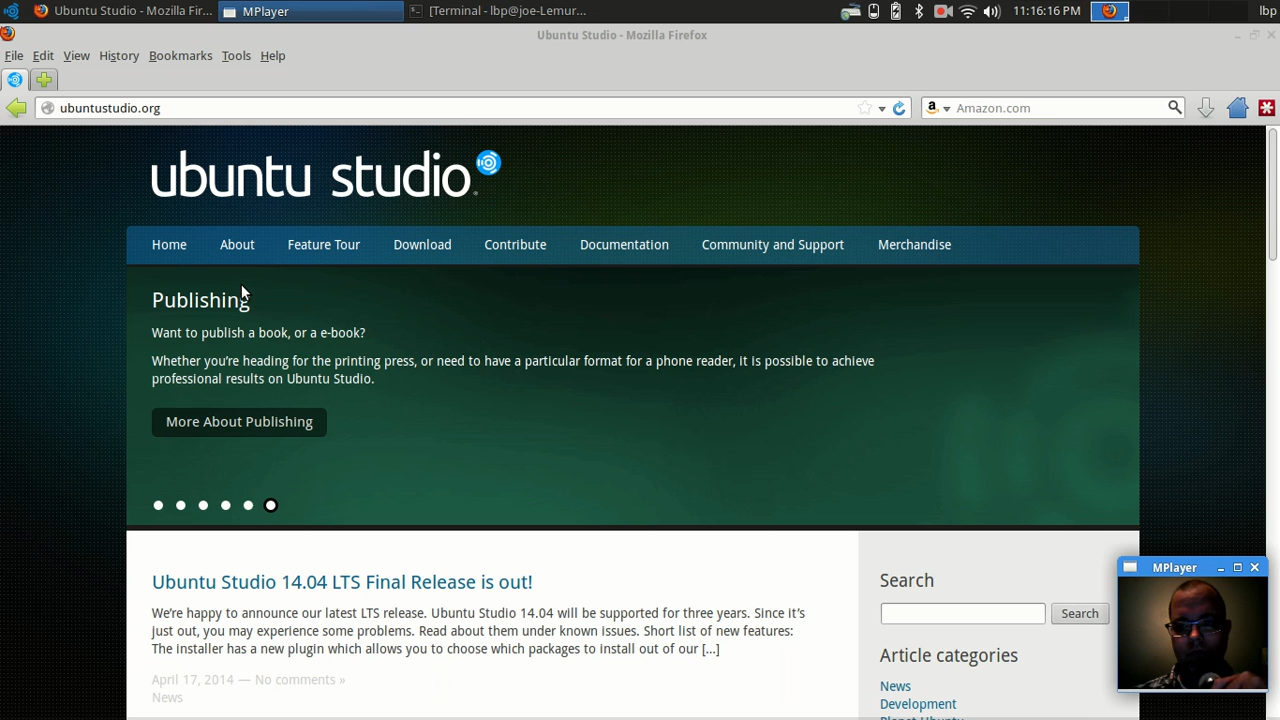 Ubuntu Studio - Mozilla Fir...
MPlayer
[Terminal - lbp@joe-Lemur...
11:16:16 PM
lbp
Ubuntu Studio - Mozilla Firefox
File Edit View History Bookmarks Tools Help
ubuntustudio.org
Amazon.com
ubuntu studio
Home About Feature Tour Download Contribute Documentation Community and Support Merchandise
Publishing
Want to publish a book, or a e-book?
Whether you're heading for the printing press, or need to have a particular format for a phone reader, it is possible to achieve
professional results on Ubuntu Studio.
More About Publishing
Ubuntu Studio 14.04 LTS Final Release is out!
We're happy to announce our latest LTS release. Ubuntu Studio 14.04 will be supported for three years. Since it's
just out, you may experience some problems. Read about them under known issues. Short list of new features:
The installer has a new plugin which allows you to choose which packages to install out of our [...]
April 17, 2014 — No comments »
News
Search
Search
Article categories
News
Development
Planet Ubuntu
MPlayer